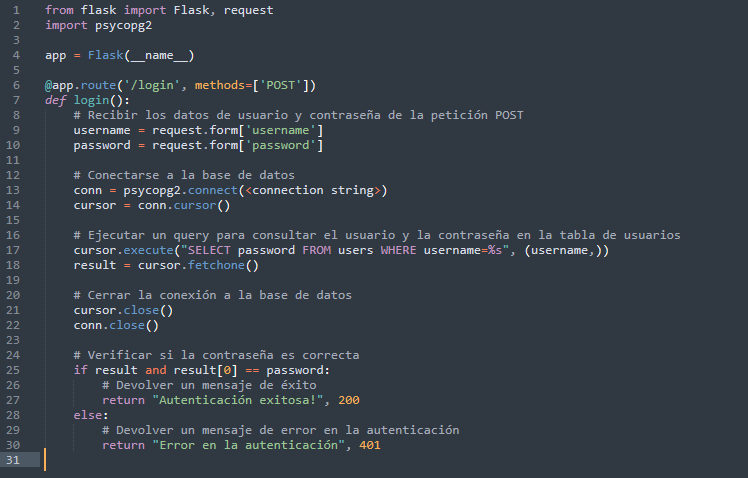 1 from flask import Flask, request
2 import psycopg2
3
4 app = Flask(__name__)
5
6 @app.route('/login', methods=['POST'])
7 def login():
8 # Recibir los datos de usuario y contraseña de la petición POST
9 username = request.form['username']
10 password = request.form['password']
11
12 # Conectarse a la base de datos
13 conn = psycopg2.connect(<connection string>)
14 cursor = conn.cursor()
15
16 # Ejecutar un query para consultar el usuario y la contraseña en la tabla de usuarios
17 cursor.execute("SELECT password FROM users WHERE username=%s", (username,))
18 result = cursor.fetchone()
19
20 # Cerrar la conexión a la base de datos
21 cursor.close()
22 conn.close()
23
24 # Verificar si la contraseña es correcta
25 if result and result[0] == password:
26 # Devolver un mensaje de éxito
27 return "Autenticación exitosa!", 200
28 else:
29 # Devolver un mensaje de error en la autenticación
30 return "Error en la autenticación", 401
31